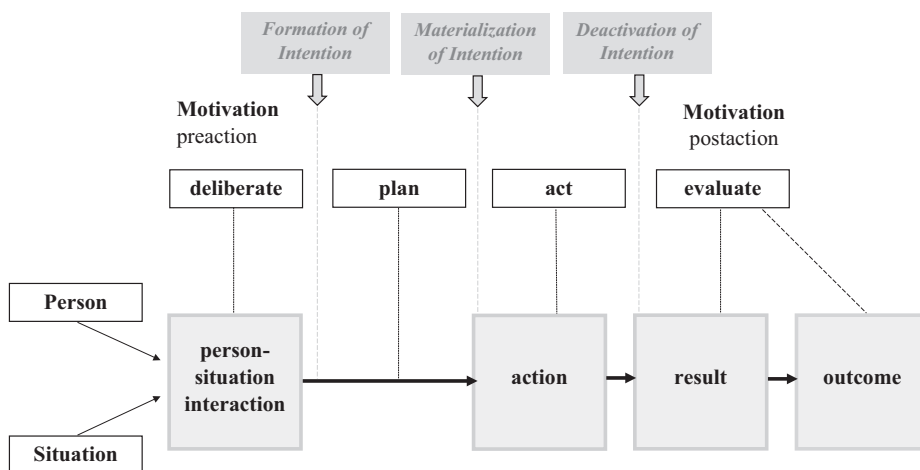 Formation of
Intention
Materialization
of Intention
Deactivation of
Intention
Motivation
preaction
Motivation
postaction
deliberate
plan
act
evaluate
Person
Situation
person-
situation
interaction
action
result
outcome